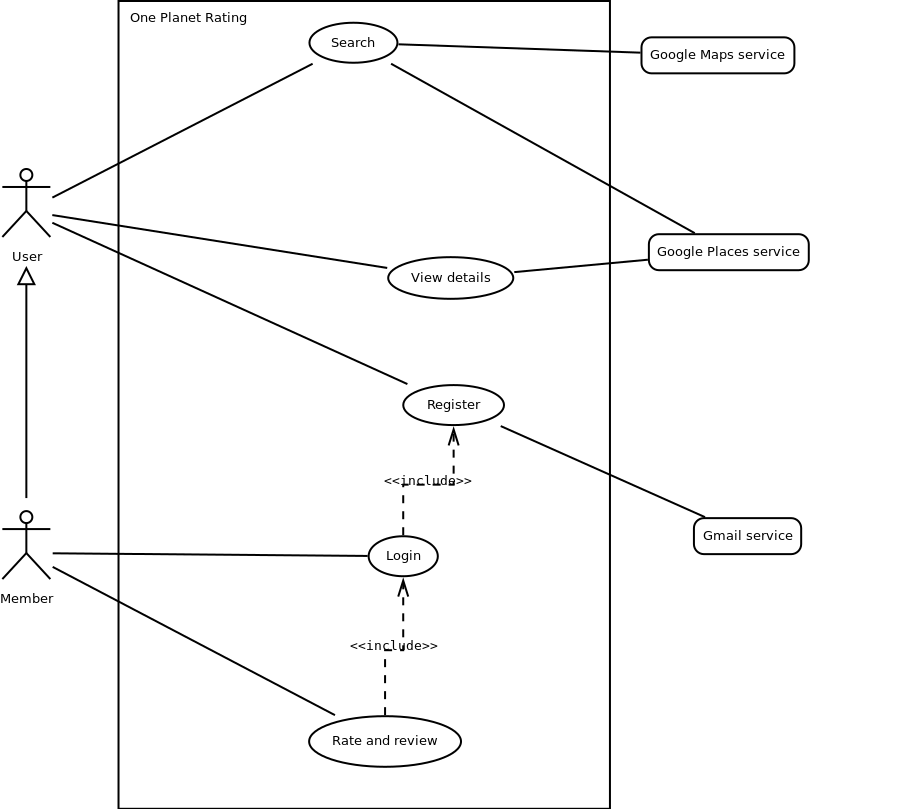 One Planet Rating
Search
Google Maps service
User
Google Places service
View details
Register
<<include>>
Gmail service
Login
Member
<<include>>
Rate and review